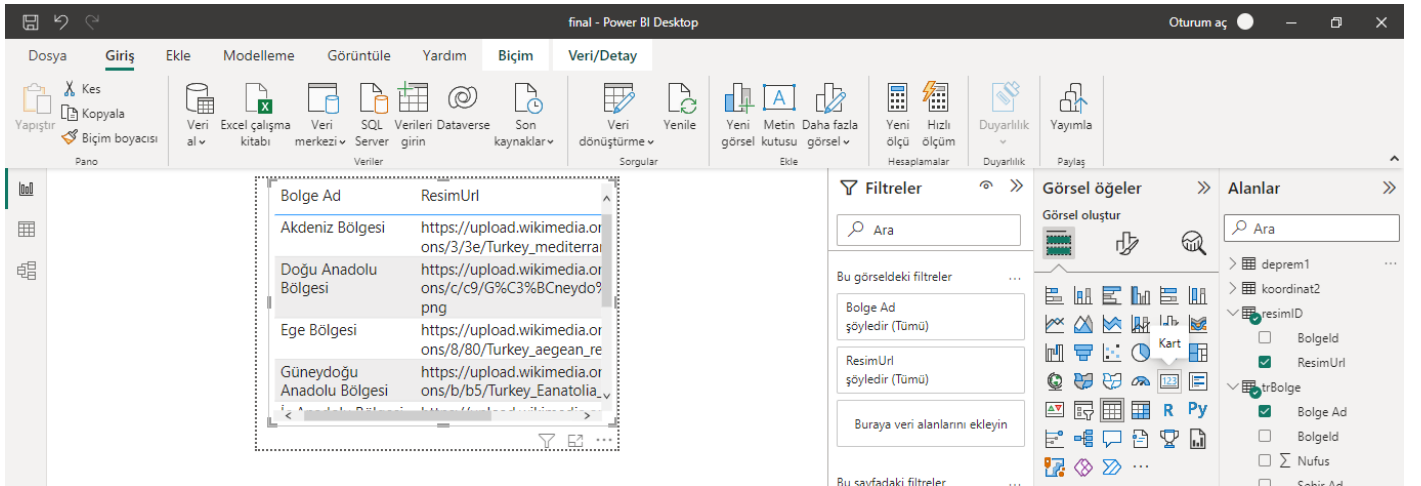 final - Power BI Desktop
Oturum aç
Dosya Giriş Ekle Modelleme Görüntüle Yardım Biçim Veri/Detay
Yapıştır
Kes
Kopyala
Biçim boyacısı
Pano
Veri al
Excel çalışma kitabı
Veri merkezi
SQL Server
Verileri girin
Dataverse
Son kaynaklar
Veriler
Veri dönüştürme
Yenile
Sorgular
Yeni görsel
Metin kutusu
Daha fazla görsel
Ekle
Yeni ölçü
Hızlı ölçüm
Hesaplamalar
Duyarlılık
Duyarlılık
Yayımla
Paylaş
Bolge Ad ResimUrl
Akdeniz Bölgesi https://upload.wikimedia.or
ons/3/3e/Turkey_mediterra
Doğu Anadolu https://upload.wikimedia.or
Bölgesi ons/c/c9/G%C3%BCneydo%
png
Ege Bölgesi https://upload.wikimedia.or
ons/8/80/Turkey_aegean_re
Güneydoğu https://upload.wikimedia.or
Anadolu Bölgesi ons/b/b5/Turkey_Eanatolia_
Filtreler
Ara
Bu görseldeki filtreler
Bolge Ad
şöyledir (Tümü)
ResimUrl
şöyledir (Tümü)
Buraya veri alanlarını ekleyin
Bu sayfadaki filtreler
Görsel öğeler
Görsel oluştur
Kart
123
R Py
Alanlar
Ara
deprem1
koordinat2
resimID
BolgeId
ResimUrl
trBolge
Bolge Ad
BolgeId
Nufus
Sehir Ad